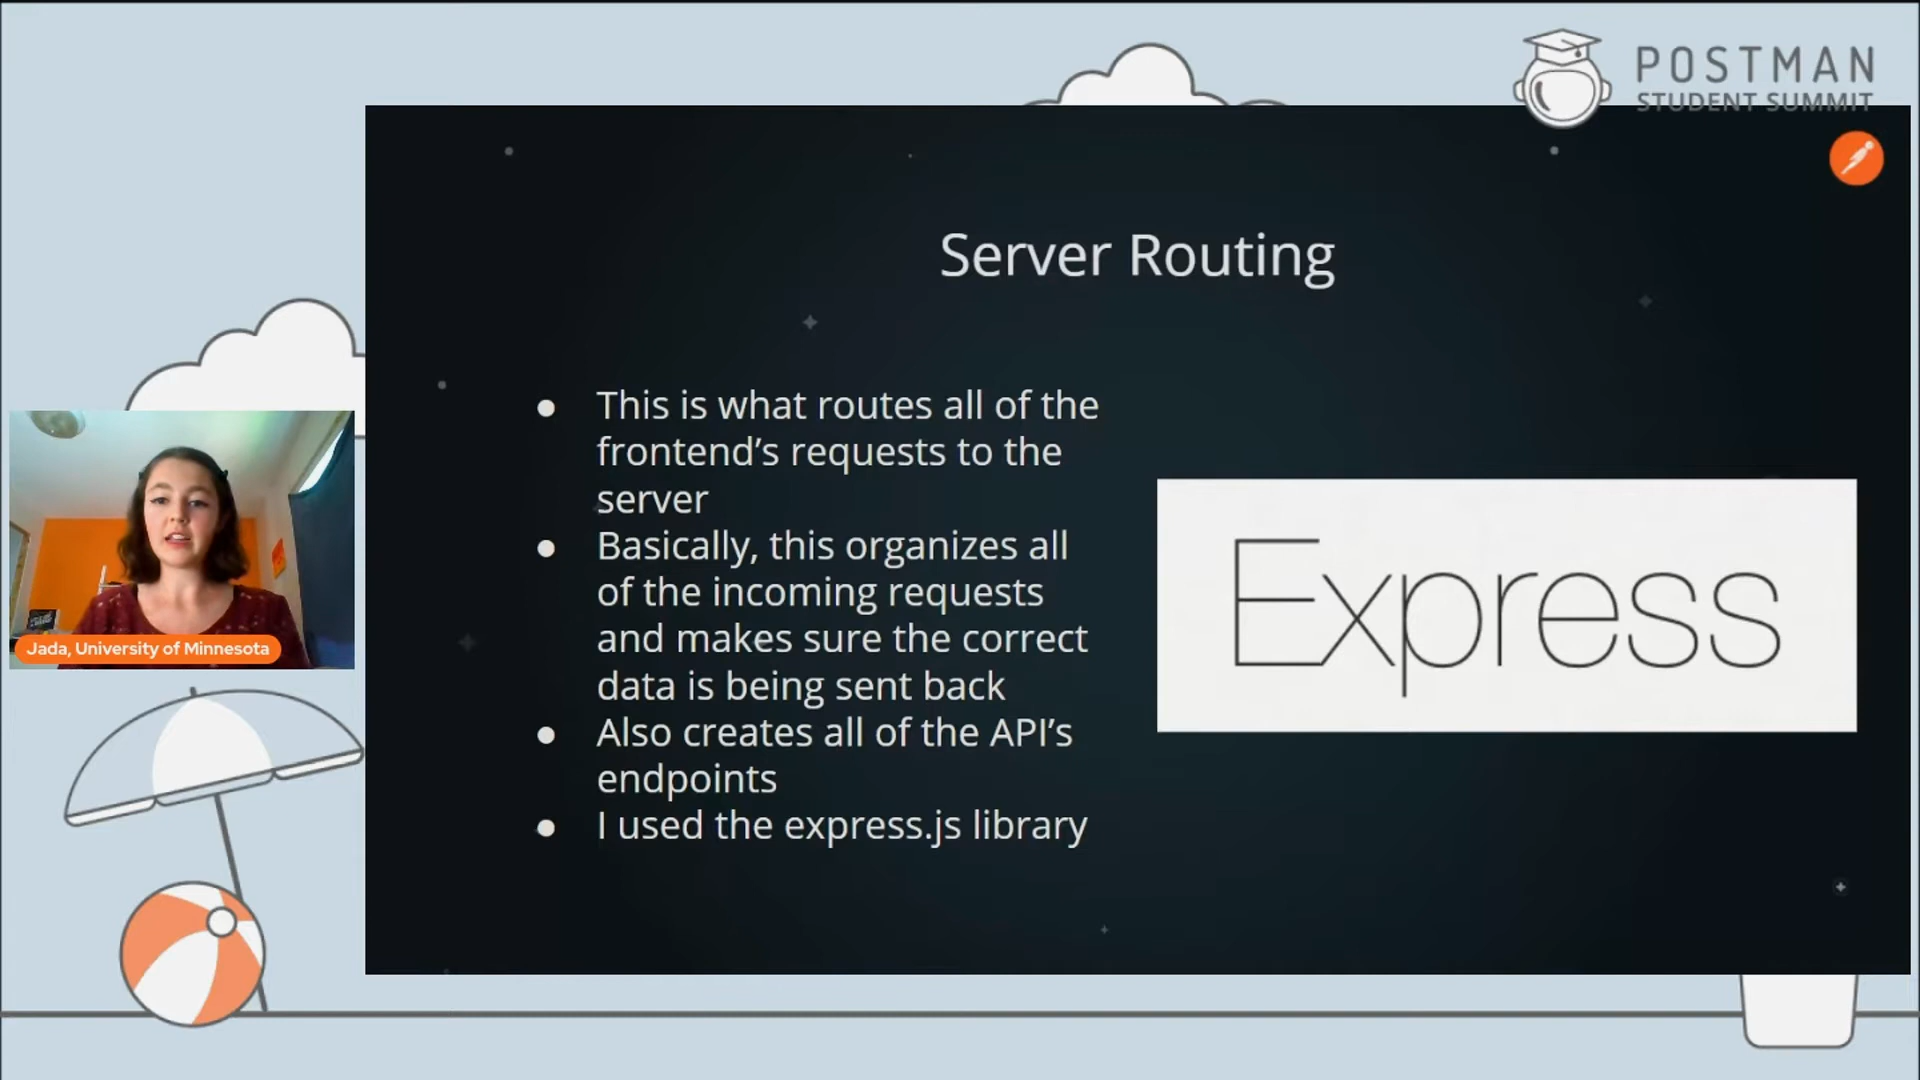 POSTMAN
STUDENT SUMMIT
Server Routing
● This is what routes all of the
frontend’s requests to the
server
● Basically, this organizes all
of the incoming requests
and makes sure the correct
data is being sent back
● Also creates all of the API’s
endpoints
● I used the express.js library
Express
Jada, University of Minnesota